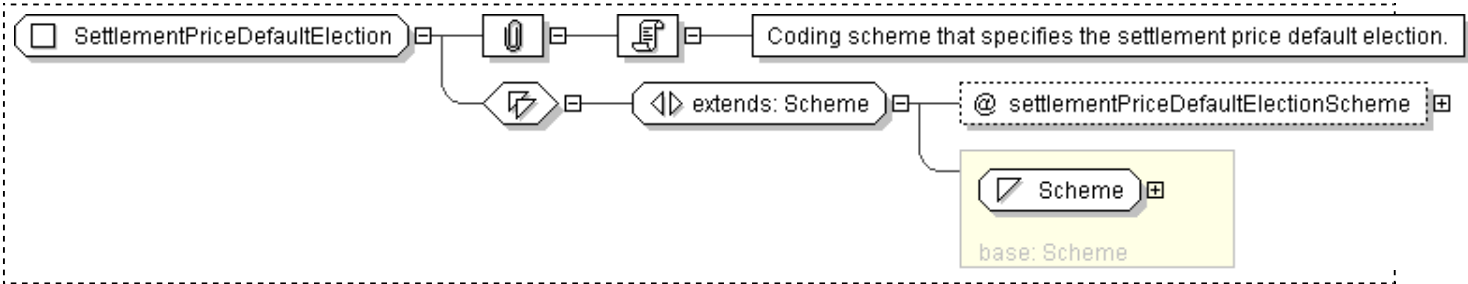 SettlementPriceDefaultElection
Coding scheme that specifies the settlement price default election.
extends: Scheme
@ settlementPriceDefaultElectionScheme
Scheme
base: Scheme